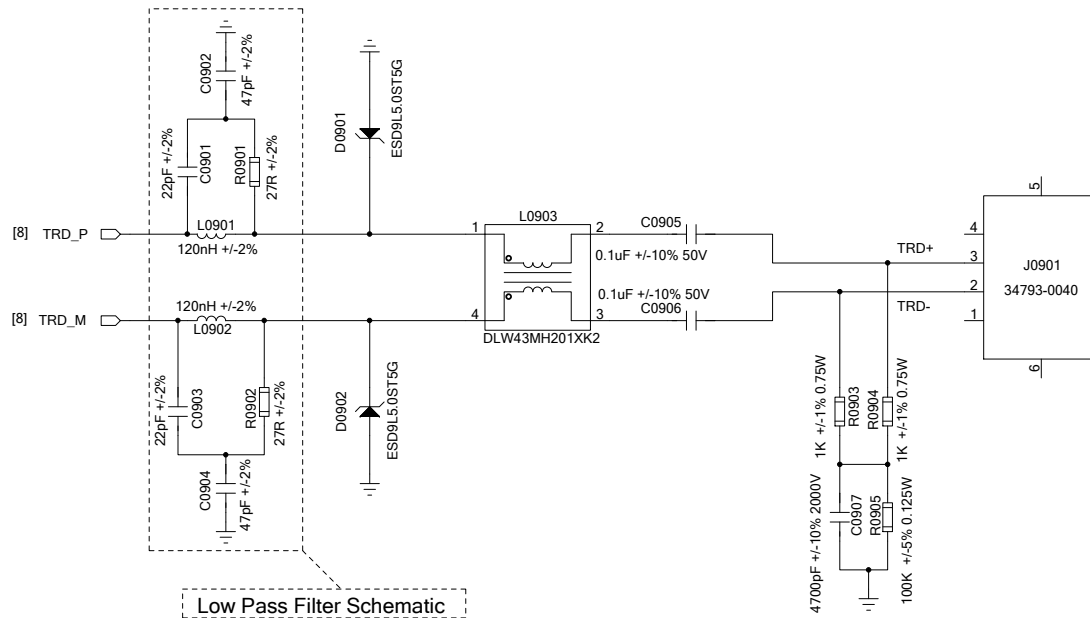 C0902
47pF +/-2%
22pF +/-2%
C0901
R0901
27R +/-2%
D0901
ESD9L5.0ST5G
[8] TRD_P
L0901
120nH +/-2%
1
L0903
2
C0905
0.1uF +/-10% 50V
TRD+
5
4
3
J0901
34793-0040
120nH +/-2%
[8] TRD_M
L0902
4
0.1uF +/-10% 50V
3
C0906
DLW43MH201XK2
TRD-
2
1
6
22pF +/-2%
C0903
R0902
27R +/-2%
C0904
47pF +/-2%
D0902
ESD9L5.0ST5G
1K +/-1% 0.75W
R0903
R0904
1K +/-1% 0.75W
4700pF +/-10% 2000V
C0907
R0905
100K +/-5% 0.125W
Low Pass Filter Schematic